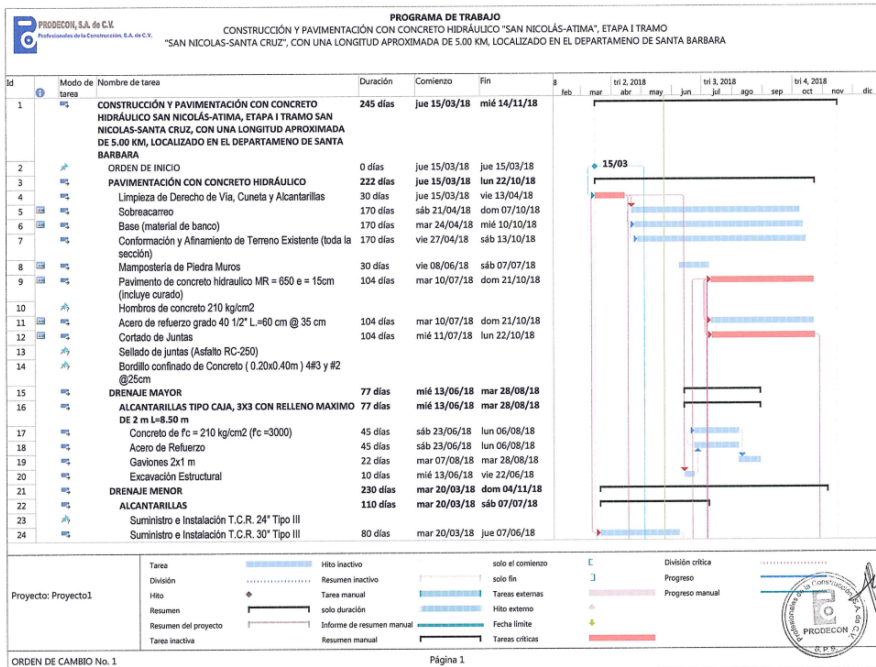 PRODECON, S.A. de C.V.
Profesionales de la Construcción, S.A. de C.V.
PROGRAMA DE TRABAJO
CONSTRUCCIÓN Y PAVIMENTACIÓN CON CONCRETO HIDRÁULICO "SAN NICOLÁS-ATIMA", ETAPA I TRAMO
"SAN NICOLAS-SANTA CRUZ", CON UNA LONGITUD APROXIMADA DE 5.00 KM, LOCALIZADO EN EL DEPARTAMENO DE SANTA BARBARA
Id Modo de tarea Nombre de tarea Duración Comienzo Fin 8 tri 2, 2018 tri 3, 2018 tri 4, 2018
feb mar abr may jun jul ago sep oct nov dic
1 CONSTRUCCIÓN Y PAVIMENTACIÓN CON CONCRETO 245 días jue 15/03/18 mié 14/11/18
HIDRÁULICO SAN NICOLÁS-ATIMA, ETAPA I TRAMO SAN
NICOLAS-SANTA CRUZ, CON UNA LONGITUD APROXIMADA
DE 5.00 KM, LOCALIZADO EN EL DEPARTAMENO DE SANTA
BARBARA
2 ORDEN DE INICIO 0 días jue 15/03/18 jue 15/03/18 15/03
3 PAVIMENTACIÓN CON CONCRETO HIDRÁULICO 222 días jue 15/03/18 lun 22/10/18
4 Limpieza de Derecho de Via, Cuneta y Alcantarillas 30 días jue 15/03/18 vie 13/04/18
5 Sobreacarreo 170 días sáb 21/04/18 dom 07/10/18
6 Base (material de banco) 170 días mar 24/04/18 mié 10/10/18
7 Conformación y Afinamiento de Terreno Existente (toda la 170 días vie 27/04/18 sáb 13/10/18
sección)
8 Mampostería de Piedra Muros 30 días vie 08/06/18 sáb 07/07/18
9 Pavimento de concreto hidraulico MR = 650 e = 15cm 104 días mar 10/07/18 dom 21/10/18
(incluye curado)
10 Hombros de concreto 210 kg/cm2
11 Acero de refuerzo grado 40 1/2" L.=60 cm @ 35 cm 104 días mar 10/07/18 dom 21/10/18
12 Cortado de Juntas 104 días mié 11/07/18 lun 22/10/18
13 Sellado de juntas (Asfalto RC-250)
14 Bordillo confinado de Concreto ( 0.20x0.40m ) 4#3 y #2
@25cm
15 DRENAJE MAYOR 77 días mié 13/06/18 mar 28/08/18
16 ALCANTARILLAS TIPO CAJA, 3X3 CON RELLENO MAXIMO 77 días mié 13/06/18 mar 28/08/18
DE 2 m L=8.50 m
17 Concreto de f'c = 210 kg/cm2 (f'c =3000) 45 días sáb 23/06/18 lun 06/08/18
18 Acero de Refuerzo 45 días sáb 23/06/18 lun 06/08/18
19 Gaviones 2x1 m 22 días mar 07/08/18 mar 28/08/18
20 Excavación Estructural 10 días mié 13/06/18 vie 22/06/18
21 DRENAJE MENOR 230 días mar 20/03/18 dom 04/11/18
22 ALCANTARILLAS 110 días mar 20/03/18 sáb 07/07/18
23 Suministro e Instalación T.C.R. 24" Tipo III
24 Suministro e Instalación T.C.R. 30" Tipo III 80 días mar 20/03/18 jue 07/06/18
Proyecto: Proyecto1
Tarea Hito inactivo solo el comienzo División crítica
División Resumen inactivo solo fin Progreso
Hito Tarea manual Tareas externas Progreso manual
Resumen solo duración Hito externo
Resumen del proyecto Informe de resumen manual Fecha límite
Tarea inactiva Resumen manual Tareas críticas
Profesionales de la Construcción, S.A. de C.V.
PRODECON
S.P.S.
ORDEN DE CAMBIO No. 1 Página 1